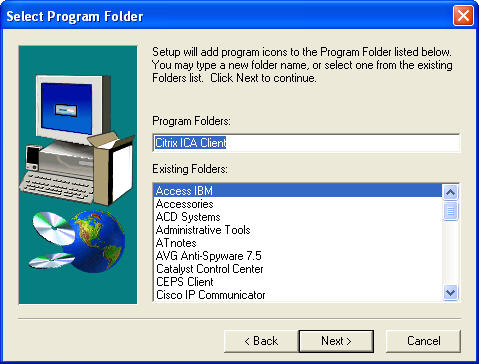 Select Program Folder
Setup will add program icons to the Program Folder listed below.
You may type a new folder name, or select one from the existing
Folders list. Click Next to continue.
Program Folders:
Citrix ICA Client
Existing Folders:
Access IBM
Accessories
ACD Systems
Administrative Tools
ATnotes
AVG Anti-Spyware 7.5
Catalyst Control Center
CEPS Client
Cisco IP Communicator
< Back
Next >
Cancel